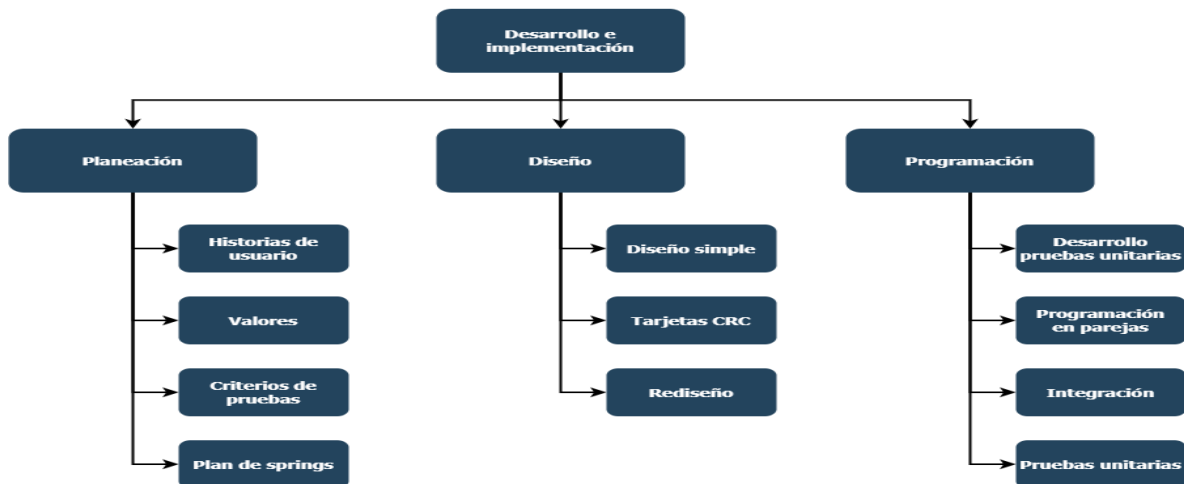 Desarrollo e
implementación
Planeación
Diseño
Programación
Historias de
usuario
Valores
Criterios de
pruebas
Plan de springs
Diseño simple
Tarjetas CRC
Rediseño
Desarrollo
pruebas unitarias
Programación
en parejas
Integración
Pruebas unitarias